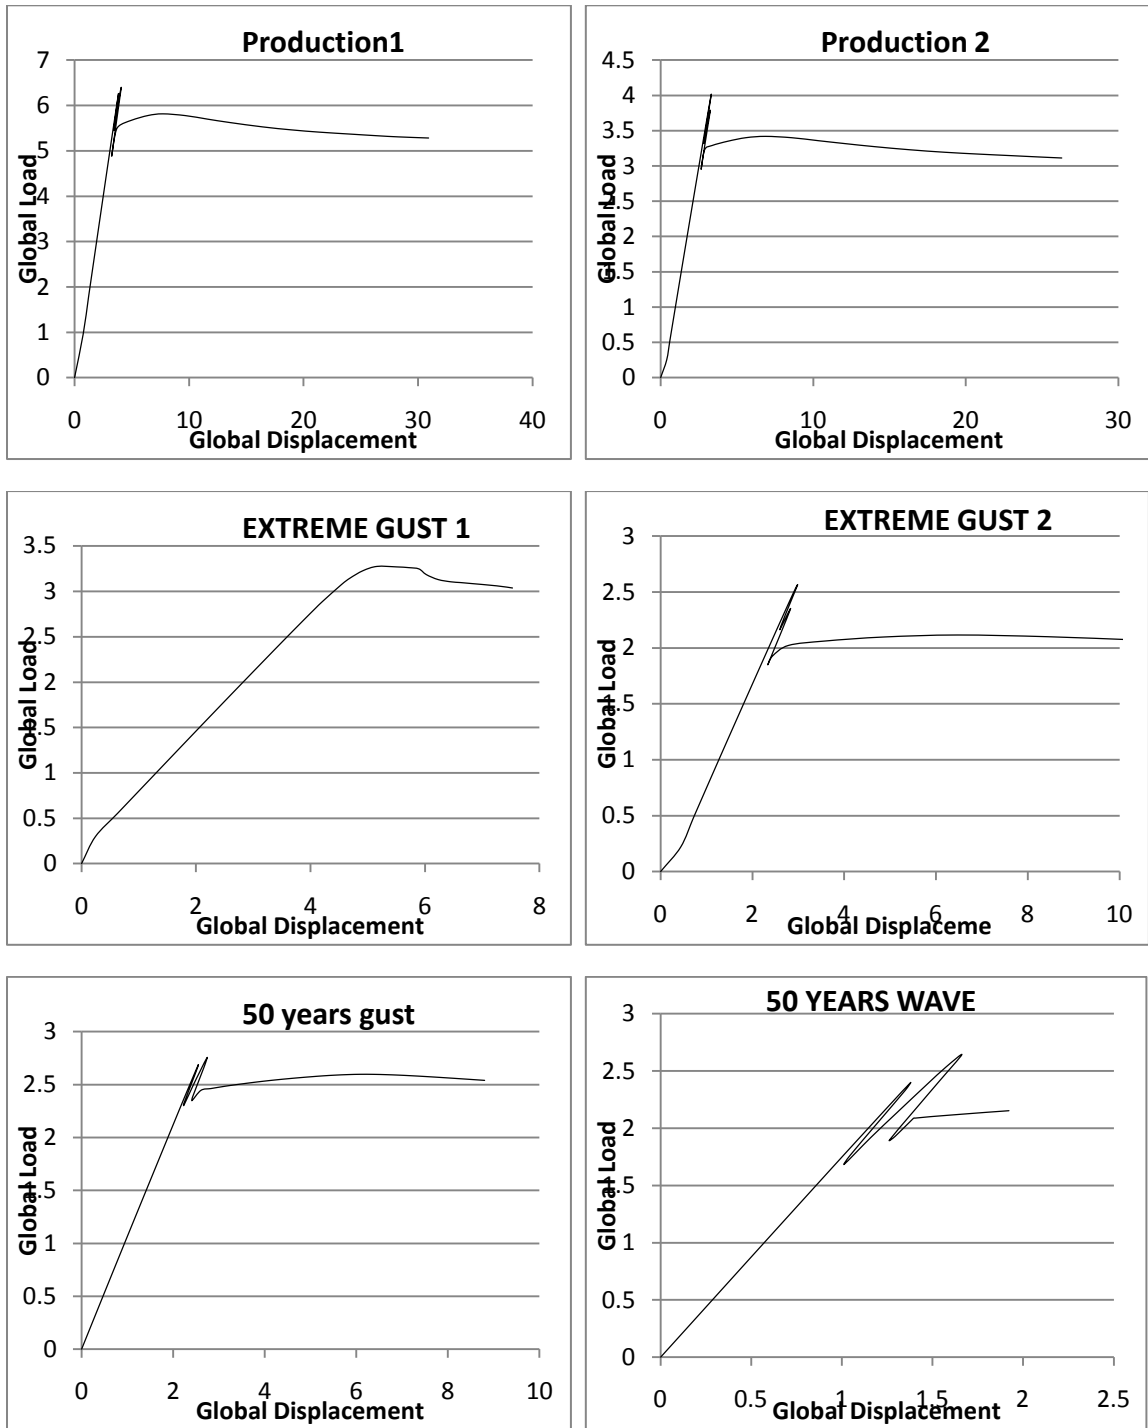 Production1
7
6
5
4
3
2
1
0
Global Load
0 10 20 30 40
Global Displacement
Production 2
4.5
4
3.5
3
2.5
2
1.5
1
0.5
0
Global Load
0 10 20 30
Global Displacement
EXTREME GUST 1
3.5
3
2.5
2
1.5
1
0.5
0
Global Load
0 2 4 6 8
Global Displacement
EXTREME GUST 2
3
2.5
2
1.5
1
0.5
0
Global Load
0 2 4 6 8 10
Global Displaceme
50 years gust
3
2.5
2
1.5
1
0.5
0
Global Load
0 2 4 6 8 10
Global Displacement
50 YEARS WAVE
3
2.5
2
1.5
1
0.5
0
Global Load
0 0.5 1 1.5 2 2.5
Global Displacement